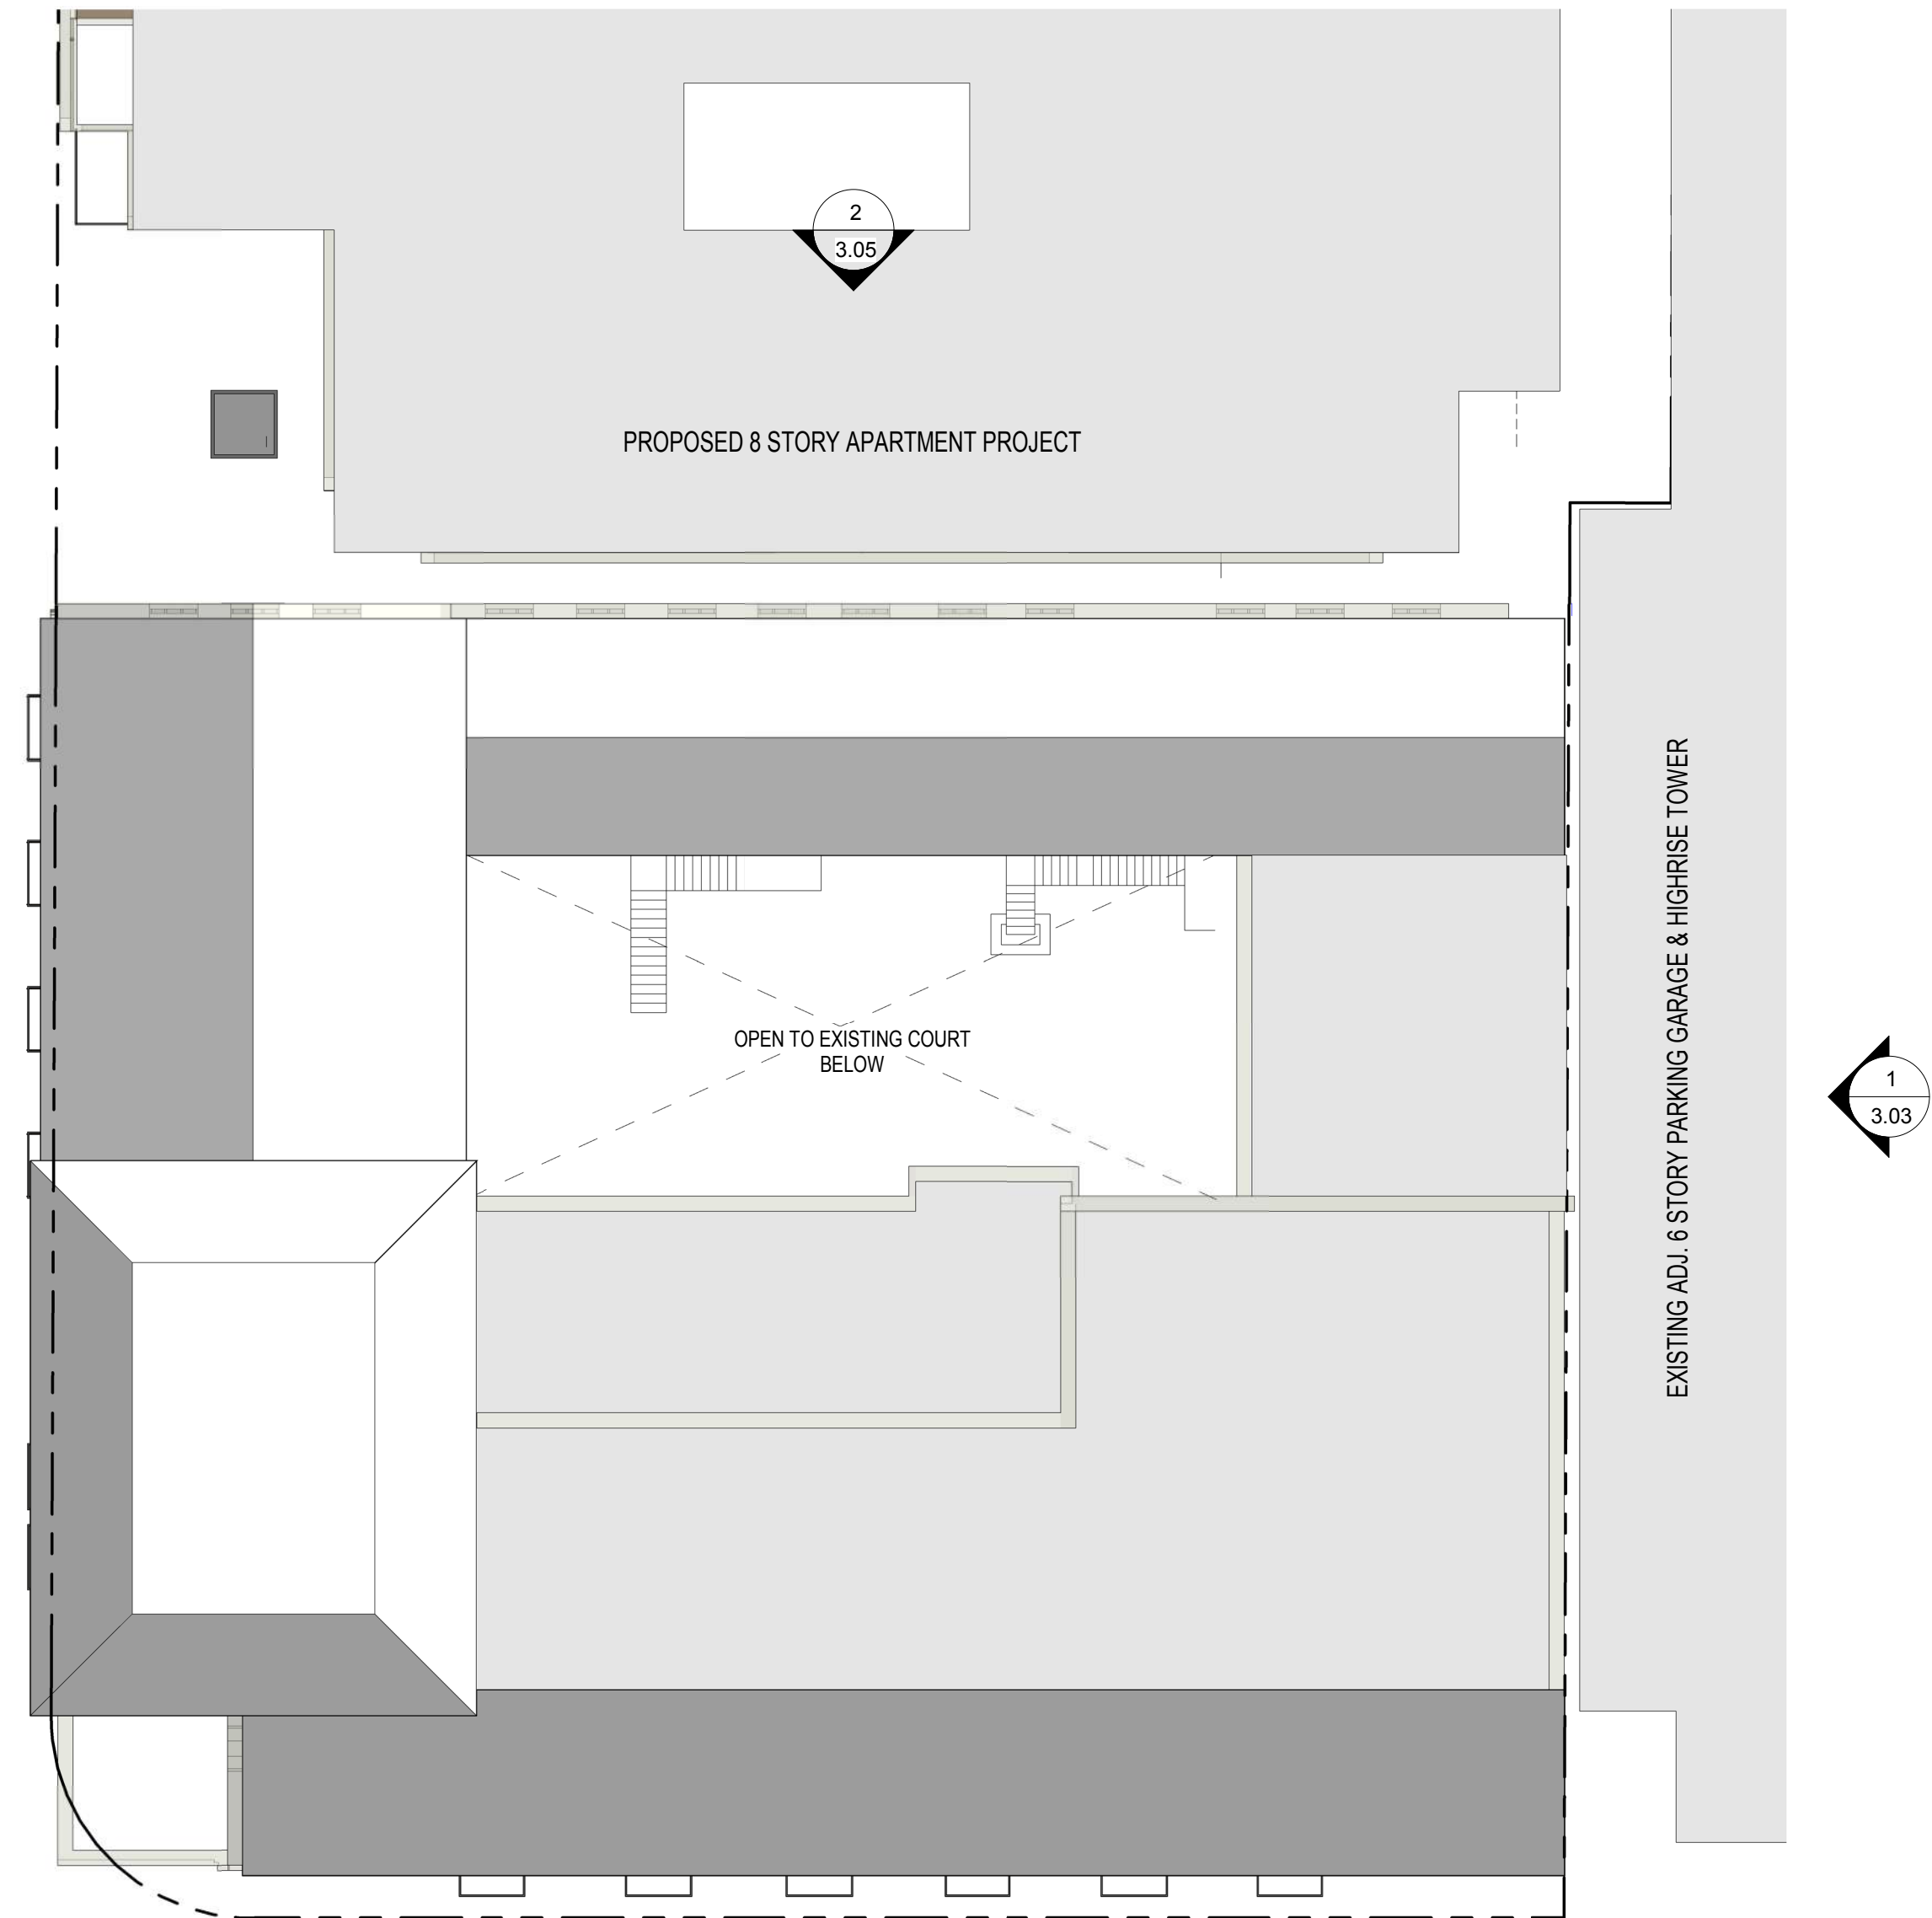 2
3.05
PROPOSED 8 STORY APARTMENT PROJECT
OPEN TO EXISTING COURT
BELOW
EXISTING ADJ. 6 STORY PARKING GARAGE & HIGHRISE TOWER
1
3.03